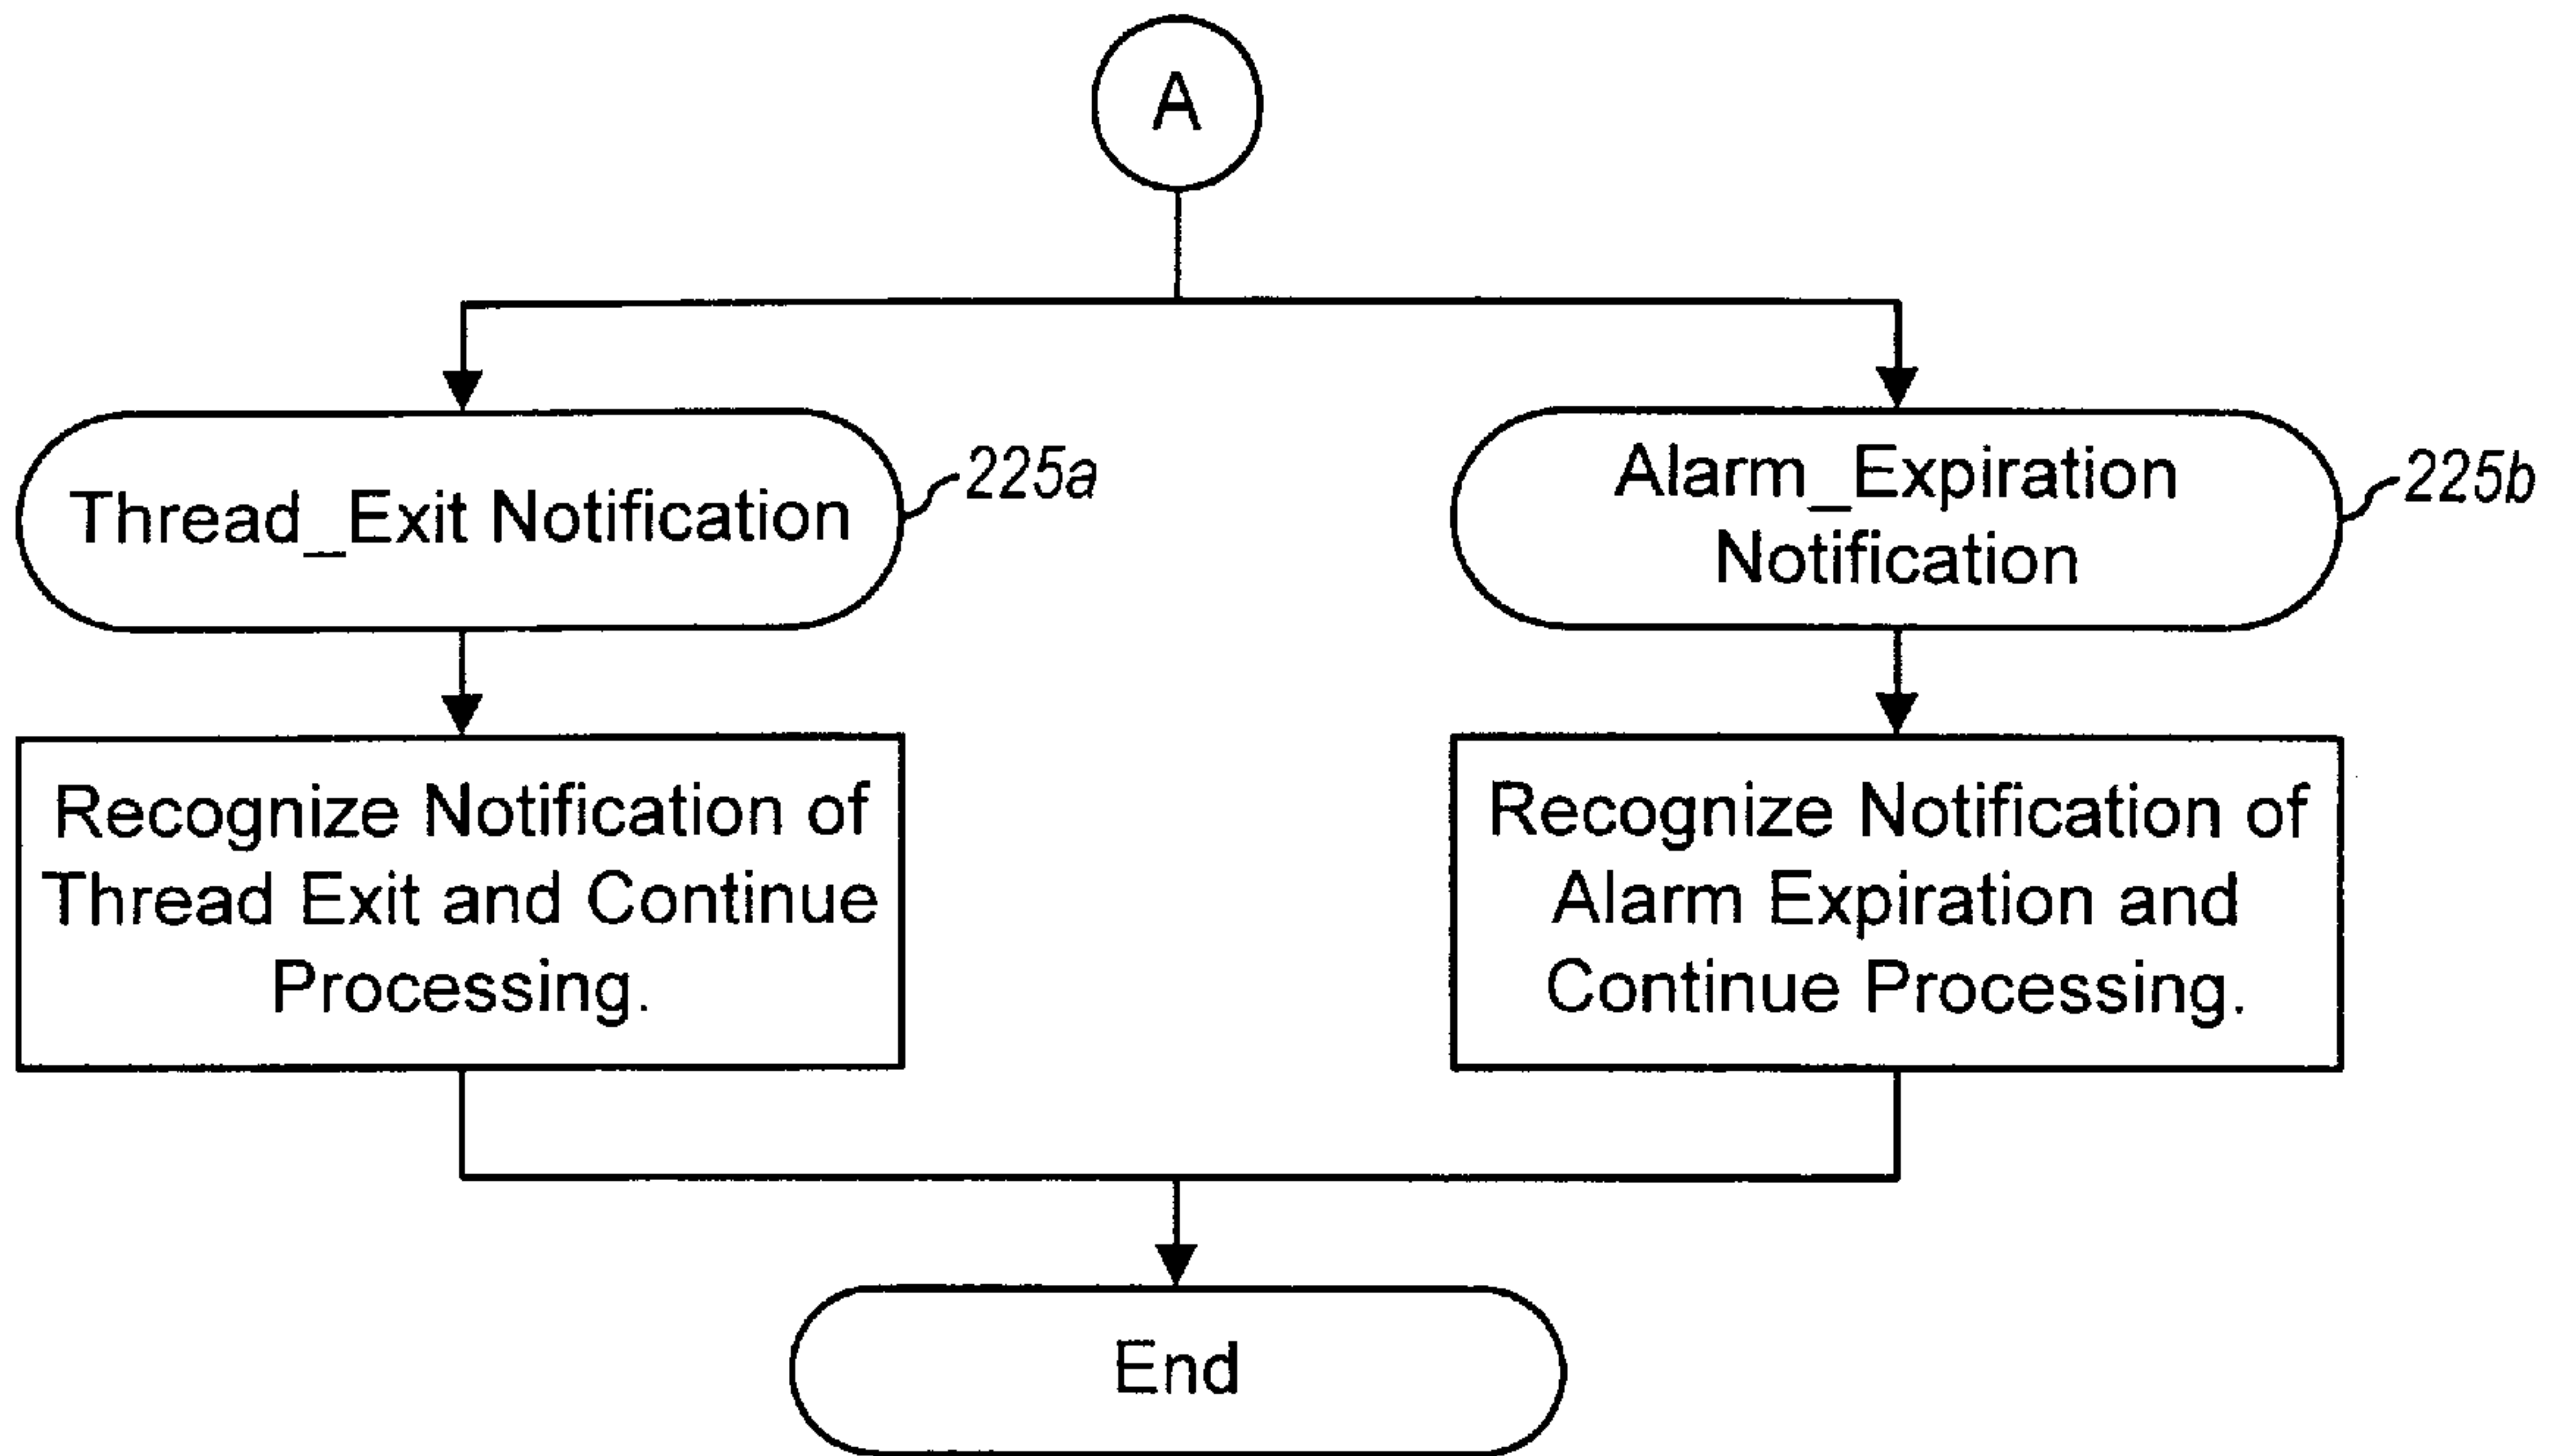 A
Thread_Exit Notification
225a
Alarm_Expiration
Notification
225b
Recognize Notification of
Thread Exit and Continue
Processing.
Recognize Notification of
Alarm Expiration and
Continue Processing.
End